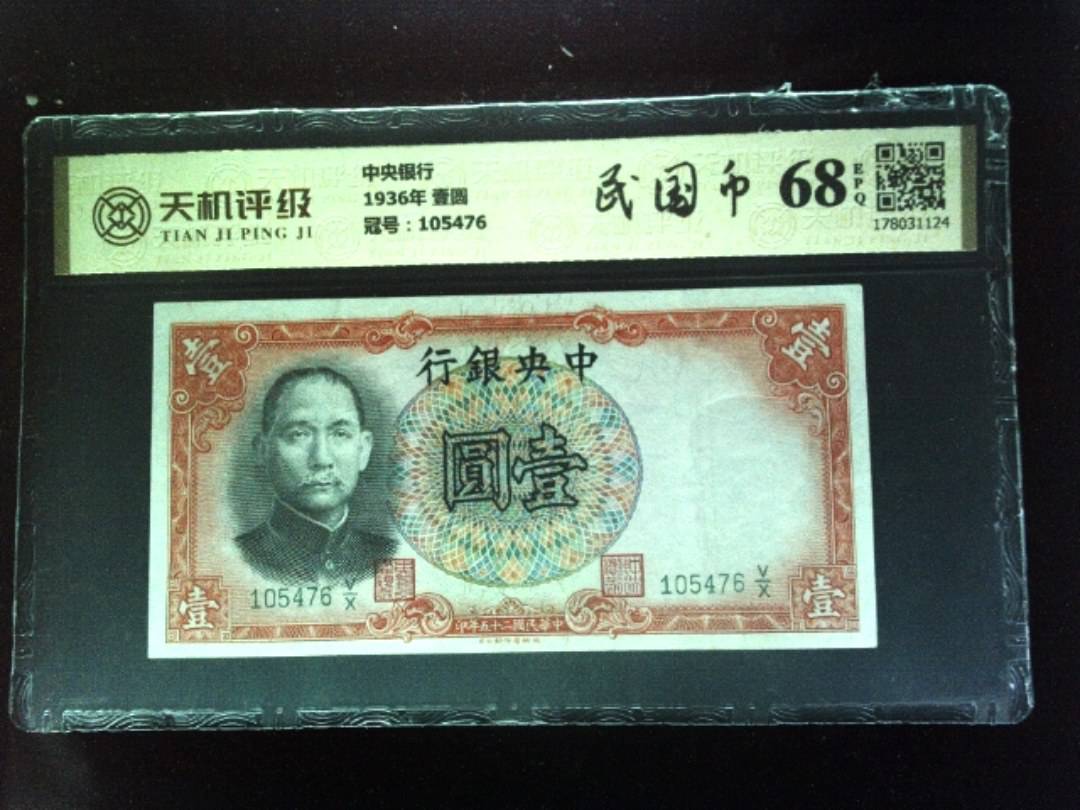 天机评级
TIAN JI PING JI
中央银行
1936年 壹圆
冠号：105476
民国币
68
EPQ
178031124
壹
壹
行銀央中
圓壹
105476 V/X
105476 V/X
壹
壹
印年五十二國民華中